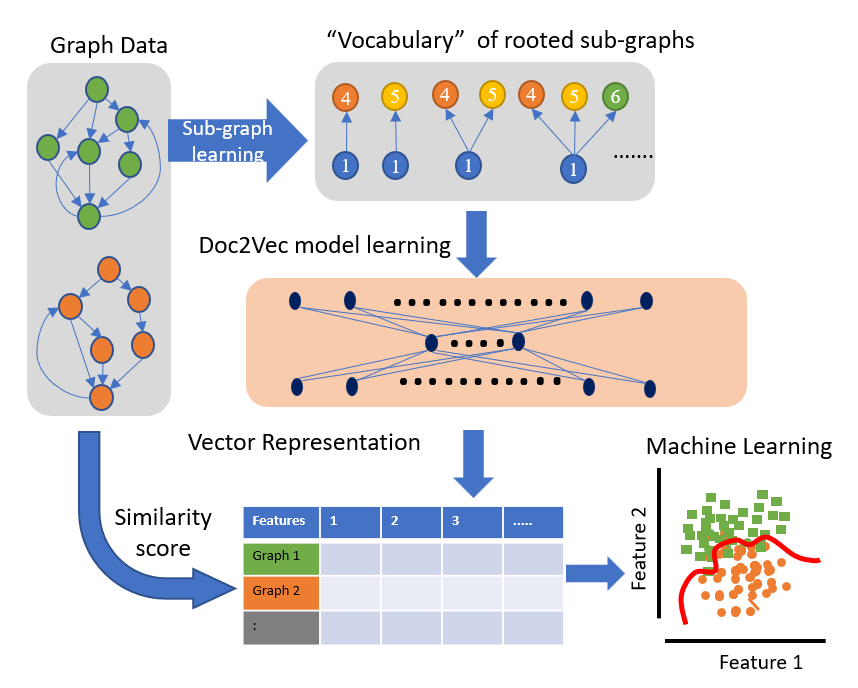 Graph Data
“Vocabulary” of rooted sub-graphs
4 5 4 5 4 5 6
Sub-graph
learning
1 1 1 1
.......
Doc2Vec model learning
Vector Representation
Machine Learning
Similarity
score
Features 1 2 3 .....
Graph 1
Graph 2
:
Feature 2
Feature 1